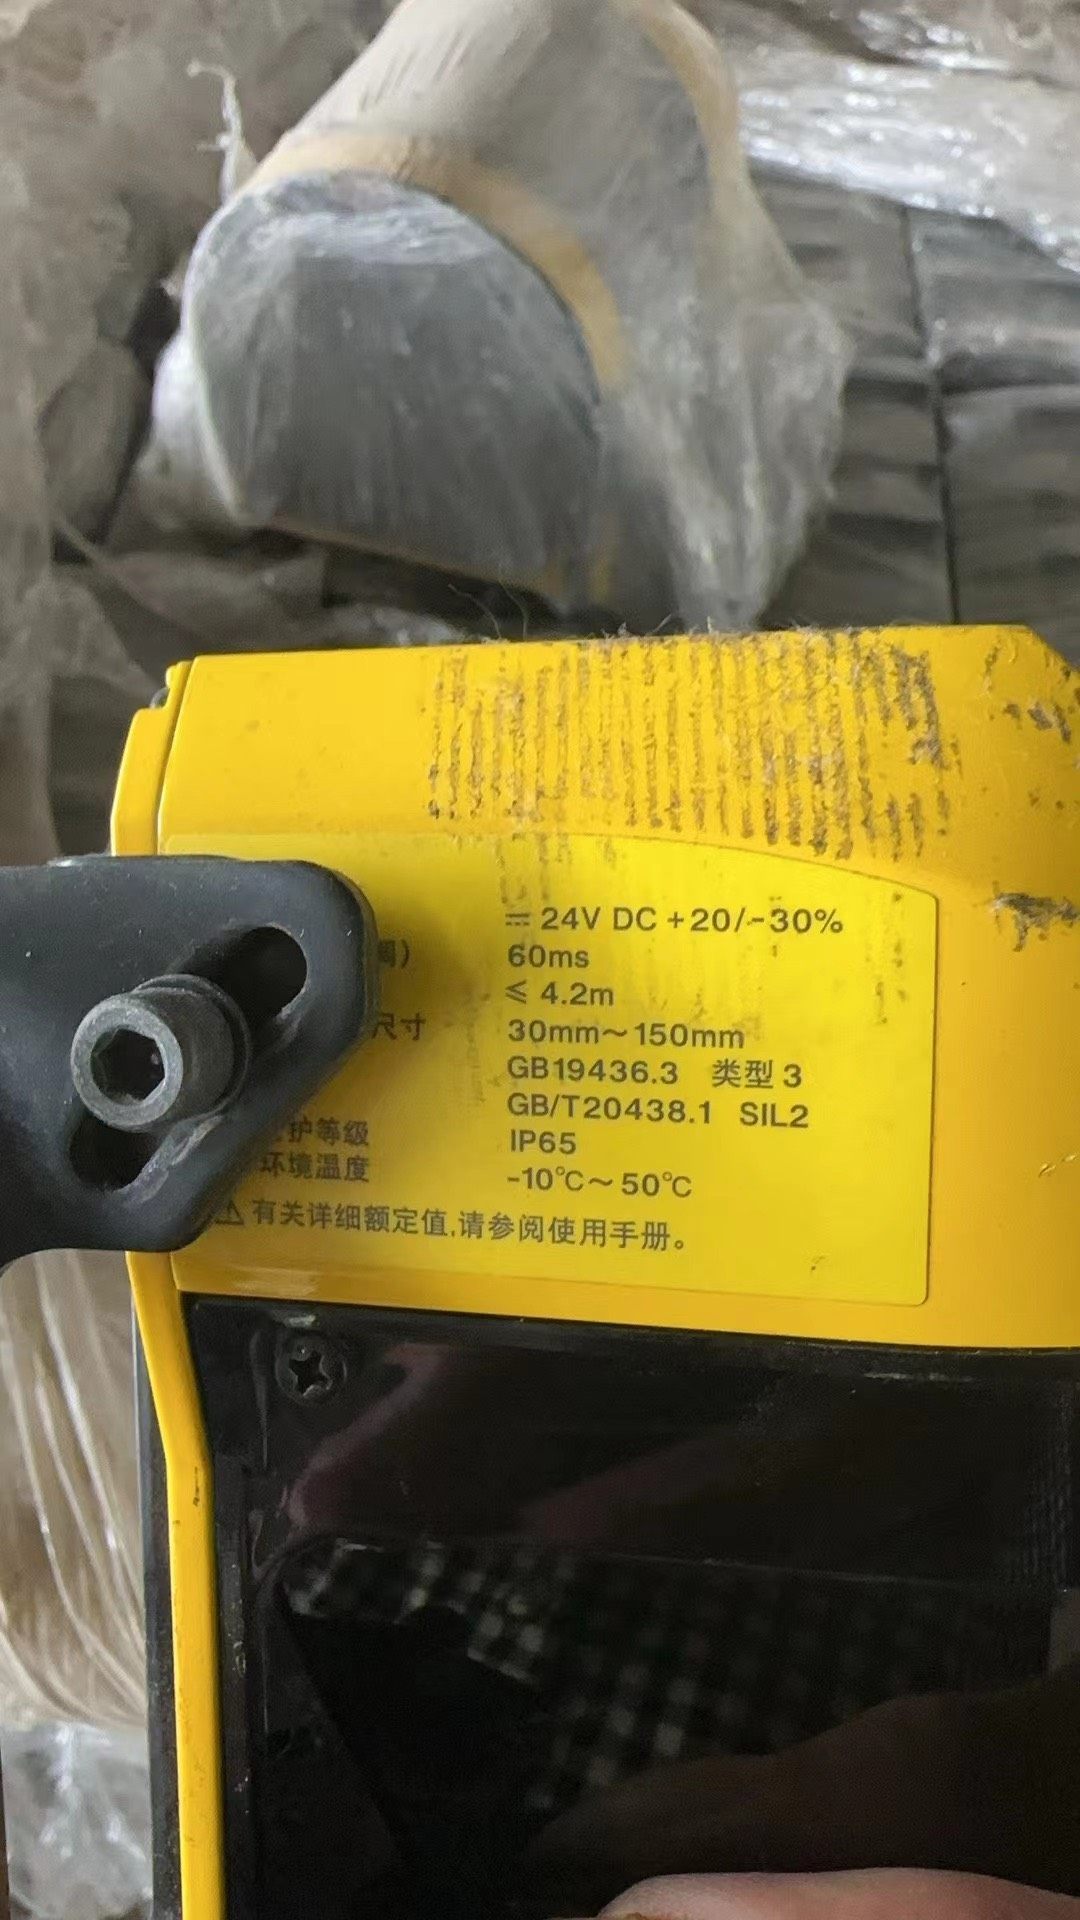 ⎓ 24V DC +20/-30%
60ms
≤ 4.2m
尺寸 30mm～150mm
GB19436.3 类型 3
GB/T20438.1 SIL2
护等级 IP65
环境温度 -10℃～50℃
⚠ 有关详细额定值,请参阅使用手册。